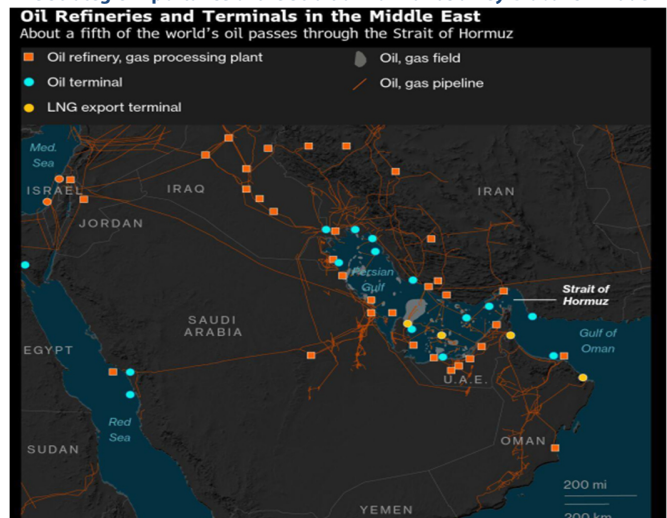 Oil Refineries and Terminals in the Middle East
About a fifth of the world's oil passes through the Strait of Hormuz
Oil refinery, gas processing plant
Oil, gas field
Oil terminal
Oil, gas pipeline
LNG export terminal
Med.
Sea
ISRAEL
IRAQ
IRAN
JORDAN
Persian
Gulf
Strait of
Hormuz
SAUDI
ARABIA
Gulf of
Oman
EGYPT
U.A.E.
Red
Sea
SUDAN
OMAN
200 mi
YEMEN
200 km